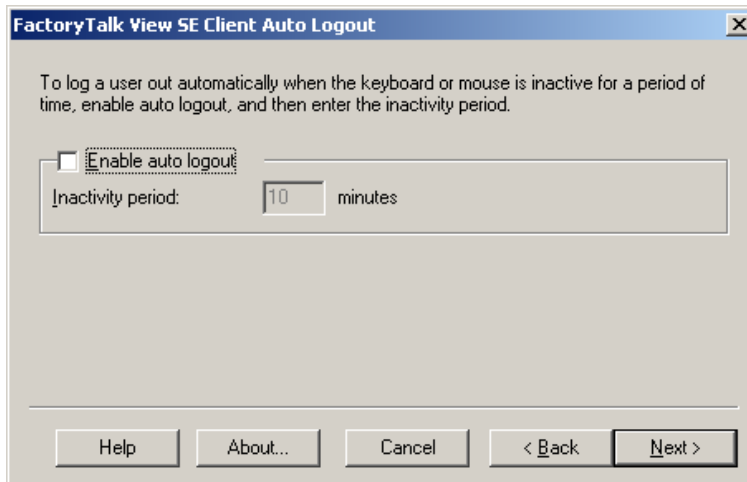 FactoryTalk View SE Client Auto Logout
To log a user out automatically when the keyboard or mouse is inactive for a period of
time, enable auto logout, and then enter the inactivity period.
Enable auto logout
Inactivity period: 10 minutes
Help About... Cancel < Back Next >